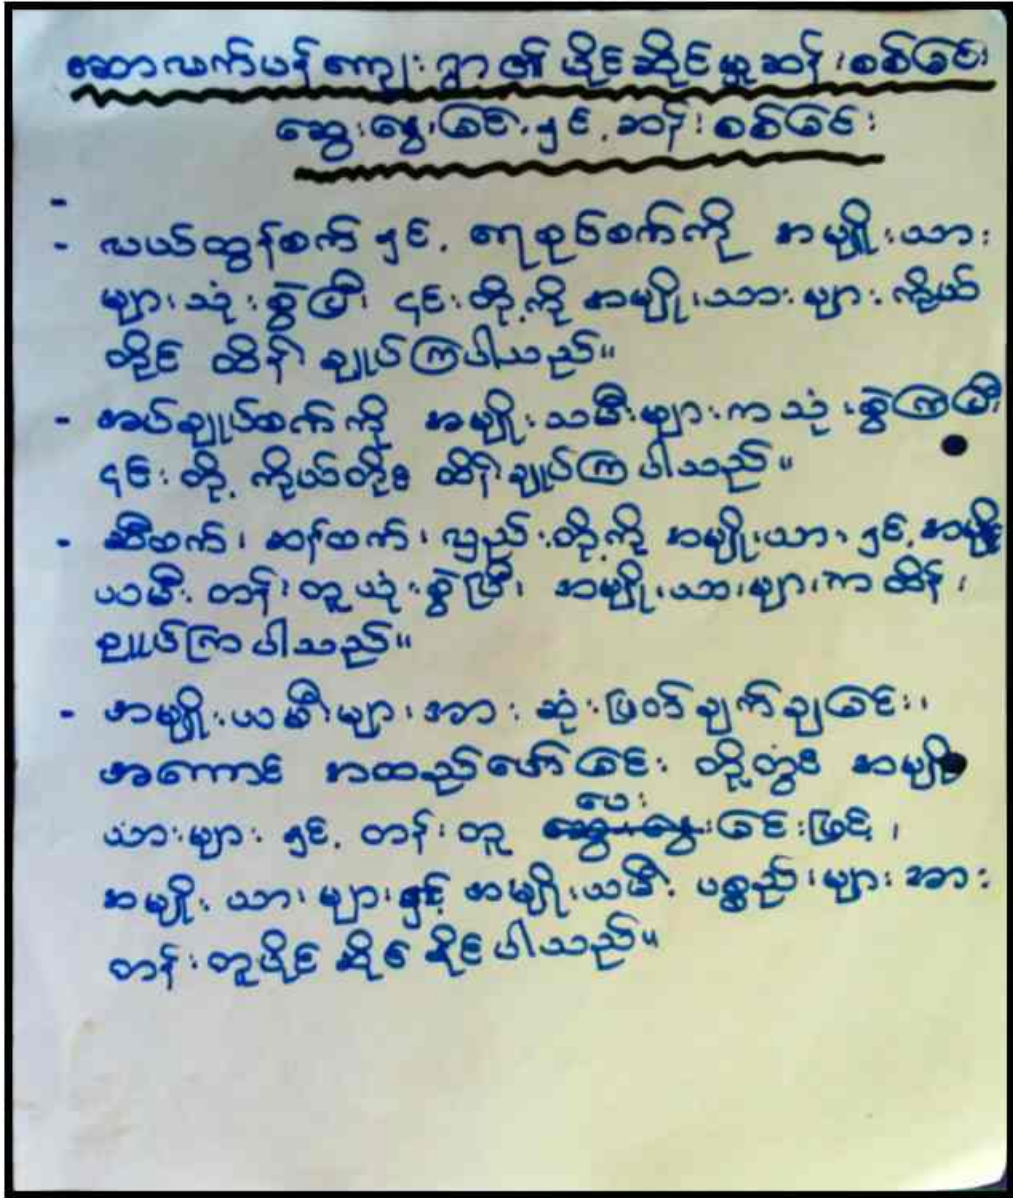 ဆောလက်ပန်ကျေးရွာ၏ ပိုင်ဆိုင်မှုဆန်းစစ်ခြင်း
ဆွေးနွေးခြင်းနှင့် ဆန်းစစ်ခြင်း
-
- လယ်ထွန်စက်နှင့် ရေစုပ်စက်ကို အမျိုးသား
များသုံးစွဲပြီး ၎င်းတို့ကို အမျိုးသားများ ကိုယ်
တိုင် ထိန်းချုပ်ကြပါသည်။
- အပ်ချုပ်စက်ကို အမျိုးသမီးများက သုံးစွဲကြပြီး
၎င်းတို့ ကိုယ်တိုင် ထိန်းချုပ်ကြပါသည်။
- ဆီစက်၊ ဆန်စက်၊ လှည်းတို့ကို အမျိုးသားနှင့် အမျိုး
သမီး တန်းတူသုံးစွဲပြီး အမျိုးသားများက ထိန်း
ချုပ်ကြပါသည်။
- အမျိုးသမီးများအား ဆုံးဖြတ်ချက်ချခြင်း၊
အကောင် အထည်ဖော်ခြင်း တို့တွင် အမျိုး
သားများနှင့် တန်းတူ ပေးခြင်းဖြင့်
အမျိုးသားများနှင့် အမျိုးသမီး ပစ္စည်းများအား
တန်းတူပိုင်ဆိုင်နိုင်ပါသည်။